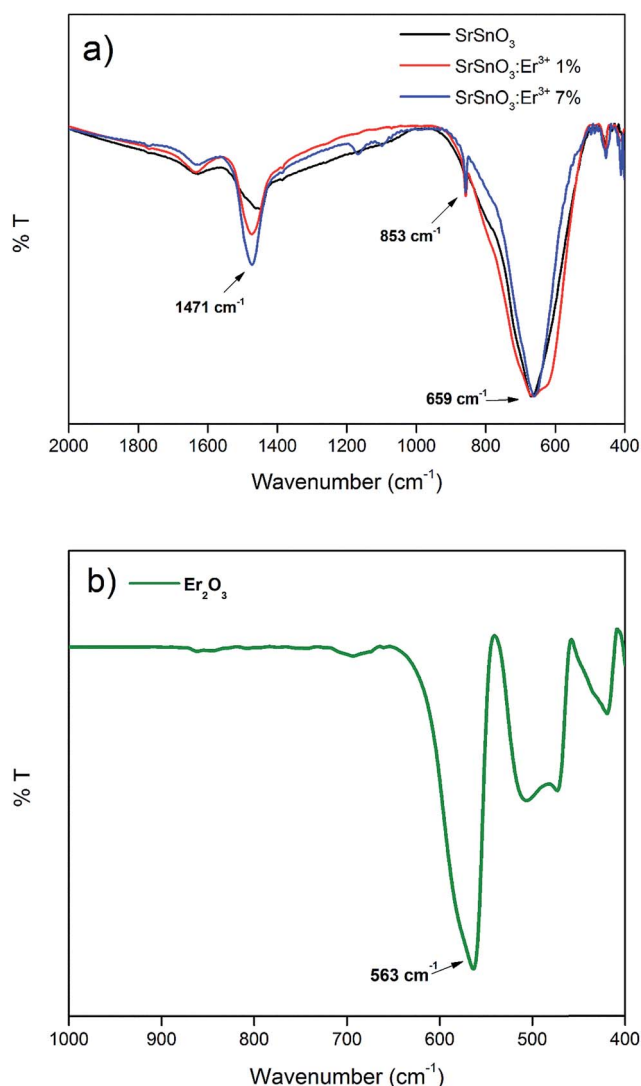 a)
SrSnO₃
SrSnO₃:Er³⁺ 1%
SrSnO₃:Er³⁺ 7%
% T
853 cm⁻¹
1471 cm⁻¹
659 cm⁻¹
2000 1800 1600 1400 1200 1000 800 600 400
Wavenumber (cm⁻¹)
b)
Er₂O₃
% T
563 cm⁻¹
1000 900 800 700 600 500 400
Wavenumber (cm⁻¹)